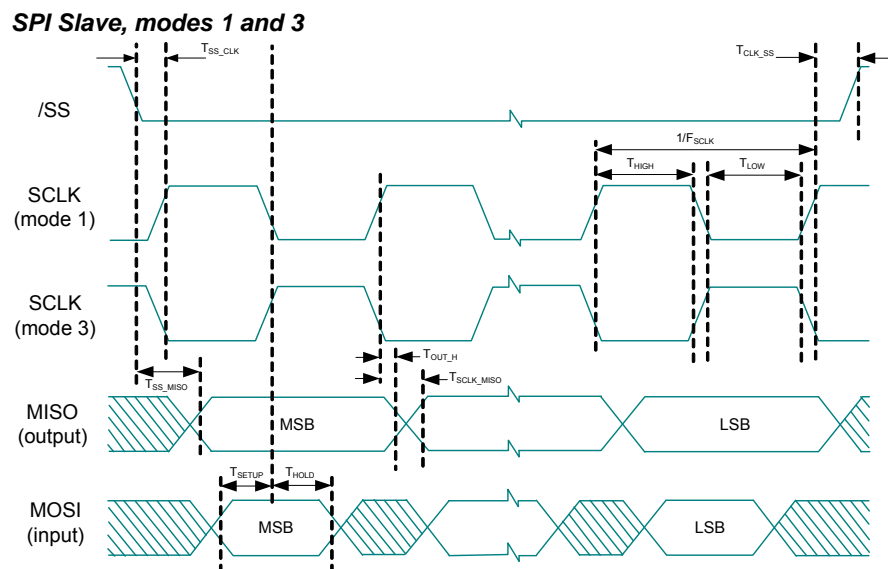 SPI Slave, modes 1 and 3
TSS_CLK
TCLK_SS
/SS
1/FSCLK
THIGH
TLOW
SCLK
(mode 1)
SCLK
(mode 3)
TOUT_H
TSS_MISO
TSCLK_MISO
MISO
(output)
MSB
LSB
TSETUP
THOLD
MOSI
(input)
MSB
LSB